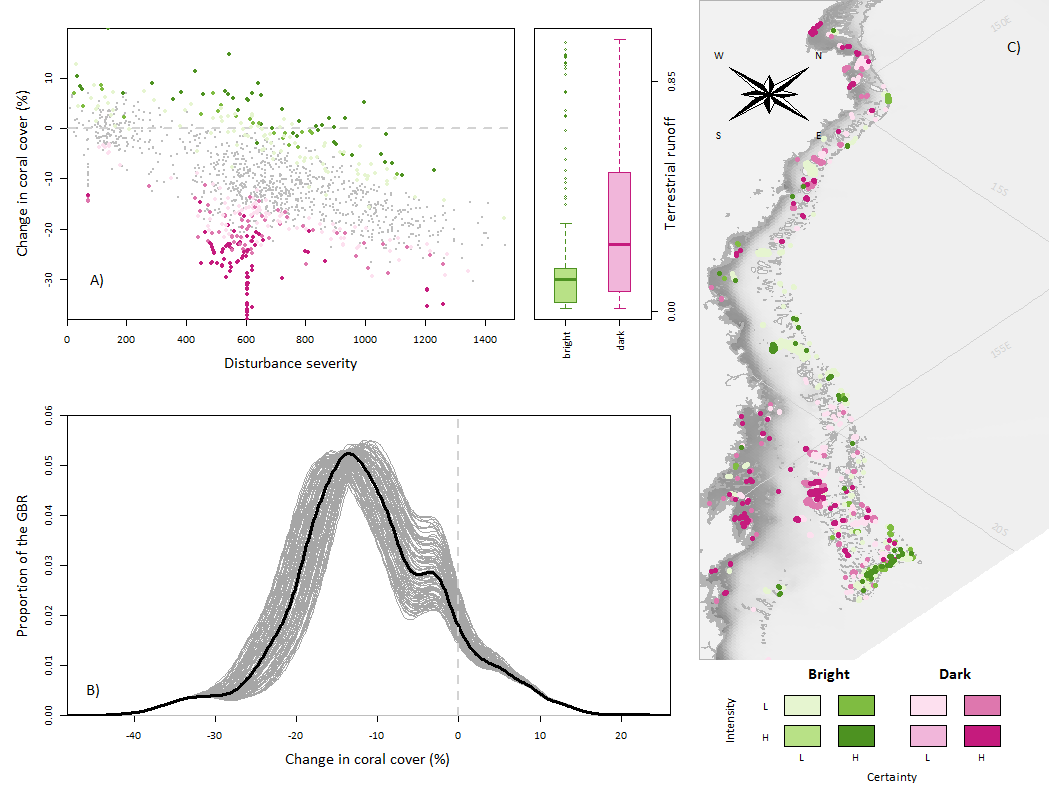 Change in coral cover (%)
10
0
-10
-20
-30
A)
0
200
400
600
800
1000
1200
1400
Disturbance severity
0.85
Terrestrial runoff
0.00
bright
dark
C)
W
N
S
E
150E
15S
155E
20S
Proportion of the GBR
0.06
0.05
0.04
0.03
0.02
0.01
0.00
B)
-40
-30
-20
-10
0
10
20
Change in coral cover (%)
Bright
Dark
Intensity
L
H
L
H
L
H
Certainty